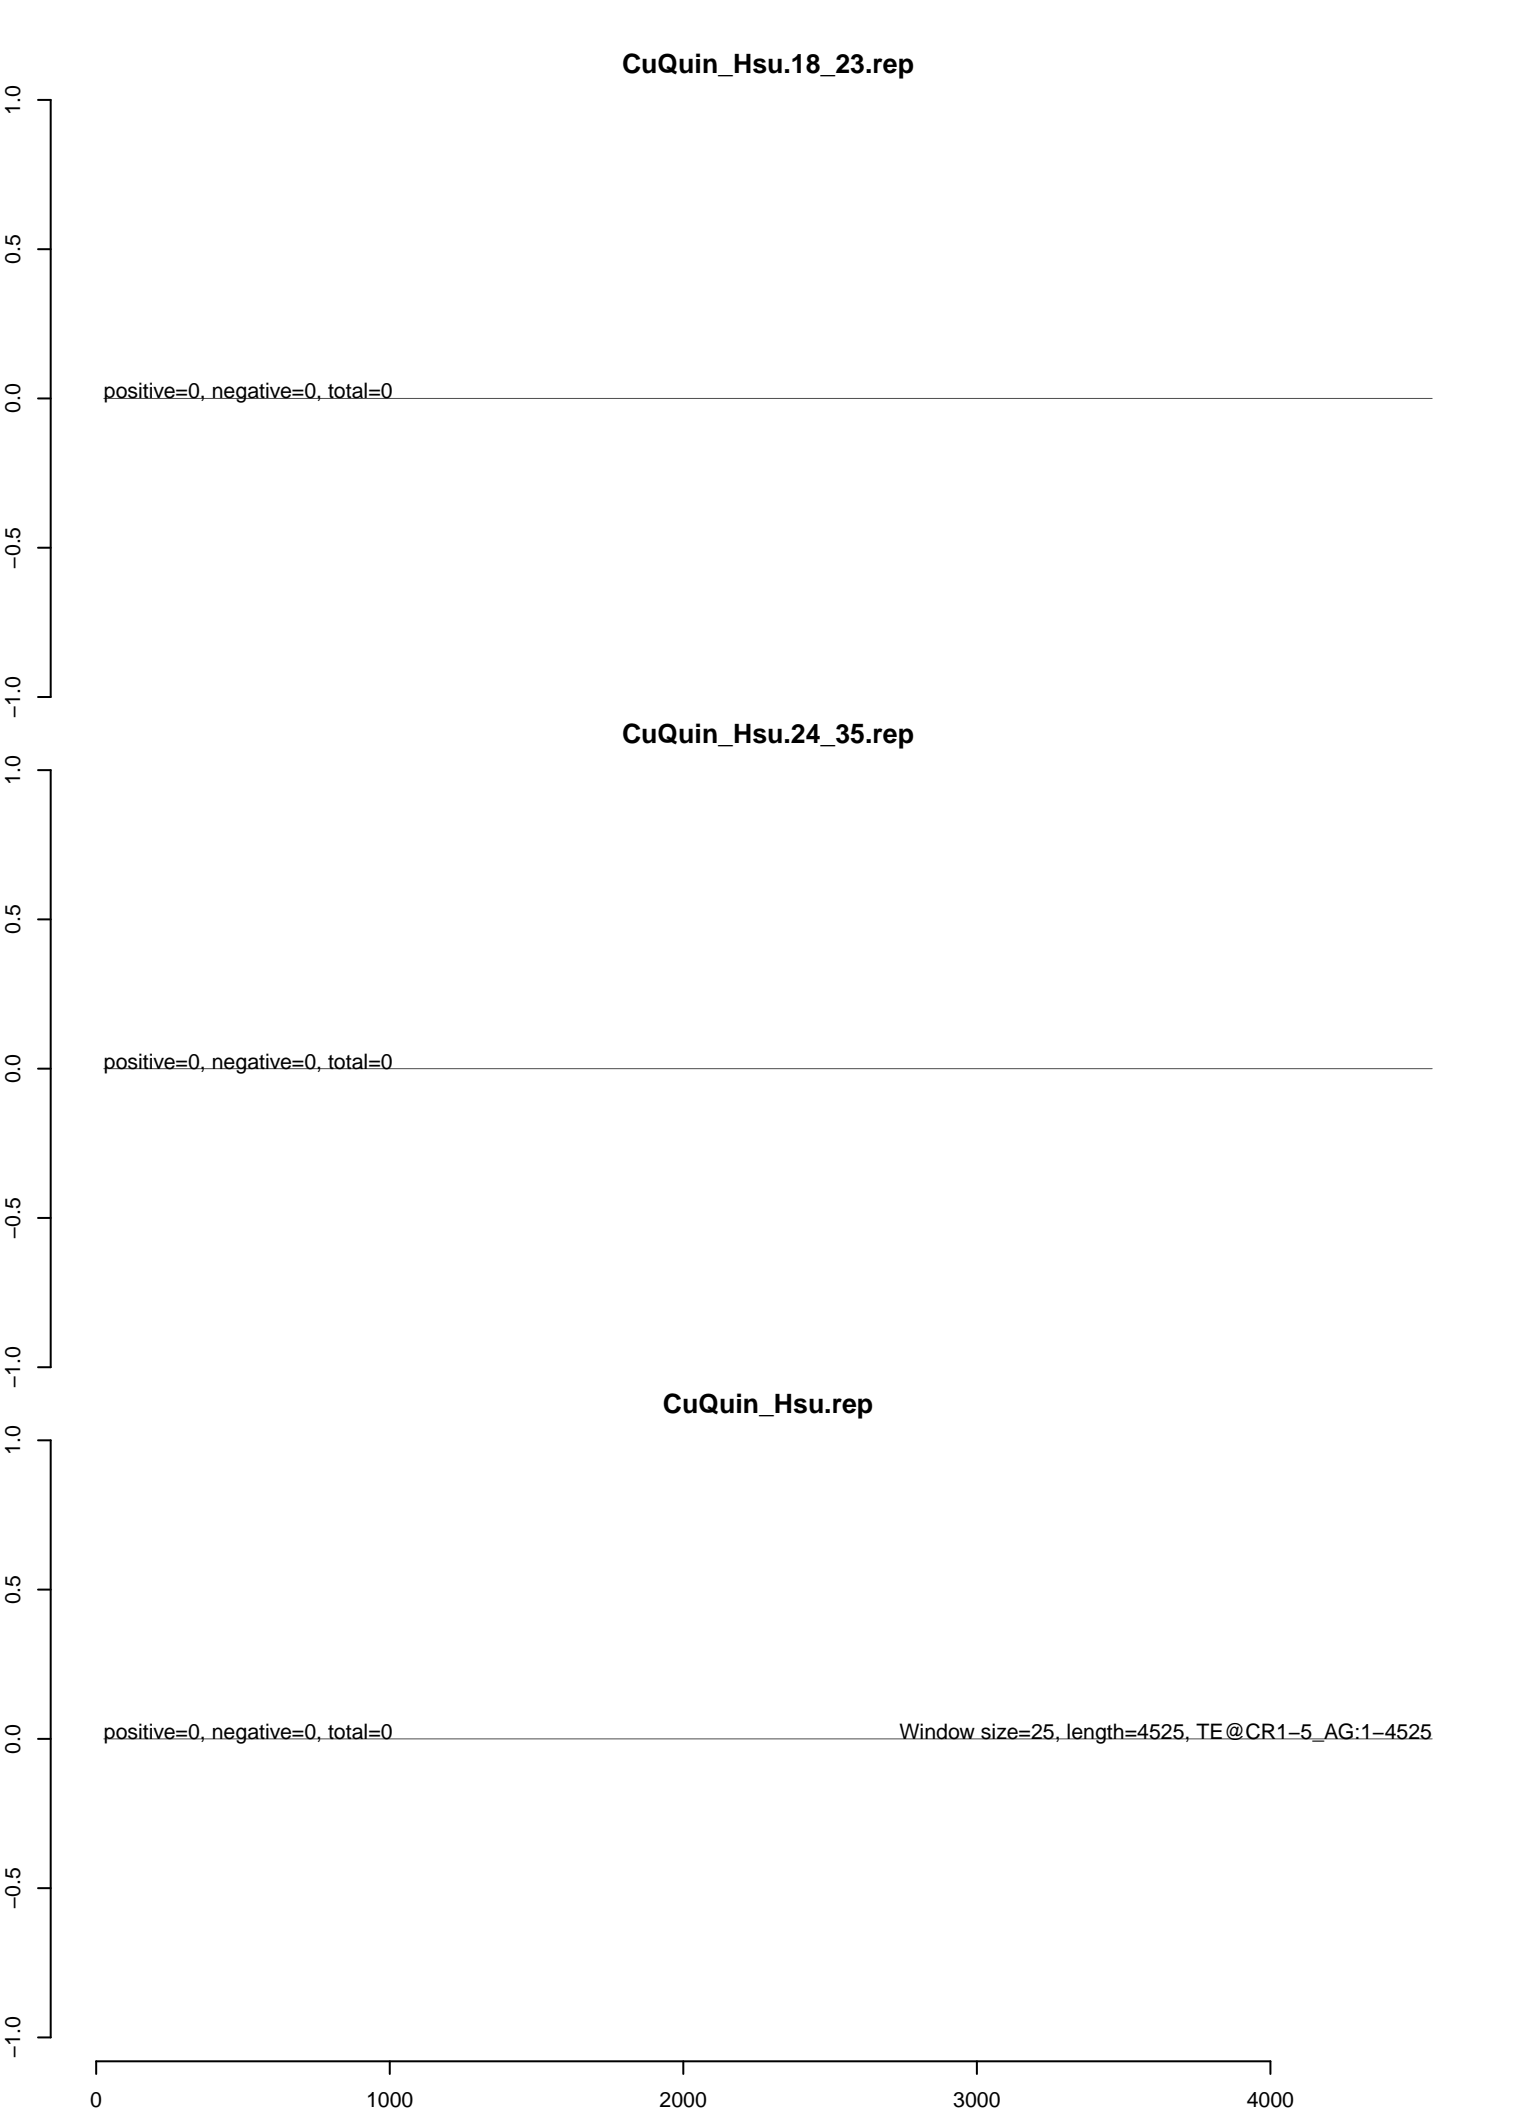 CuQuin_Hsu.18_23.rep
1.0
0.5
0.0
−0.5
−1.0
positive=0, negative=0, total=0
CuQuin_Hsu.24_35.rep
1.0
0.5
0.0
−0.5
−1.0
positive=0, negative=0, total=0
CuQuin_Hsu.rep
1.0
0.5
0.0
−0.5
−1.0
positive=0, negative=0, total=0
Window size=25, length=4525, TE@CR1−5_AG:1−4525
0 1000 2000 3000 4000